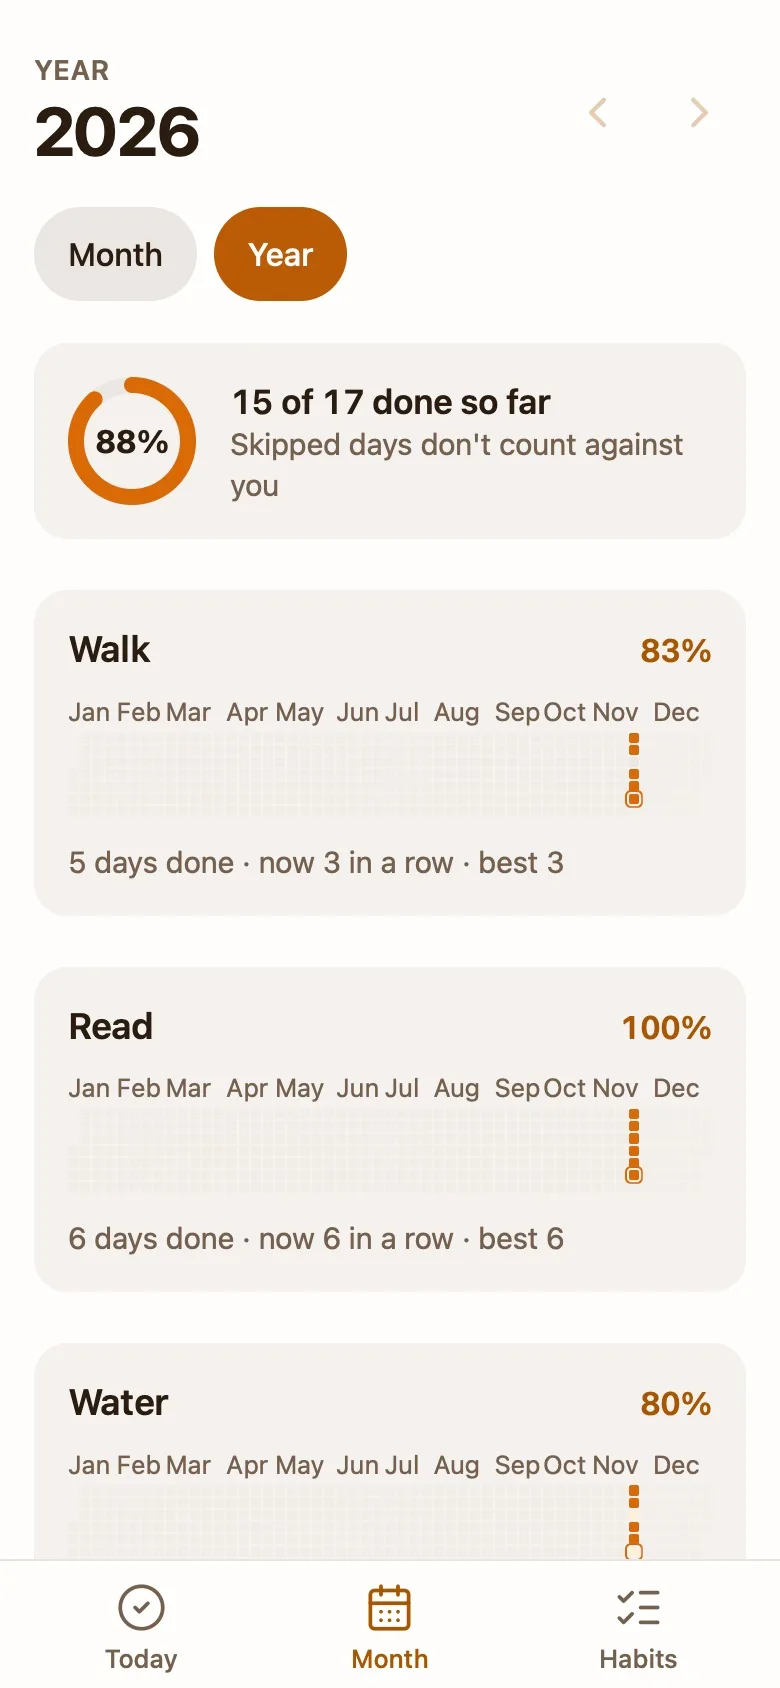 YEAR
2026
Month
Year
88%
15 of 17 done so far
Skipped days don't count against
you
Walk
83%
Jan Feb Mar Apr May Jun Jul Aug Sep Oct Nov Dec
5 days done · now 3 in a row · best 3
Read
100%
Jan Feb Mar Apr May Jun Jul Aug Sep Oct Nov Dec
6 days done · now 6 in a row · best 6
Water
80%
Jan Feb Mar Apr May Jun Jul Aug Sep Oct Nov Dec
Today
Month
Habits